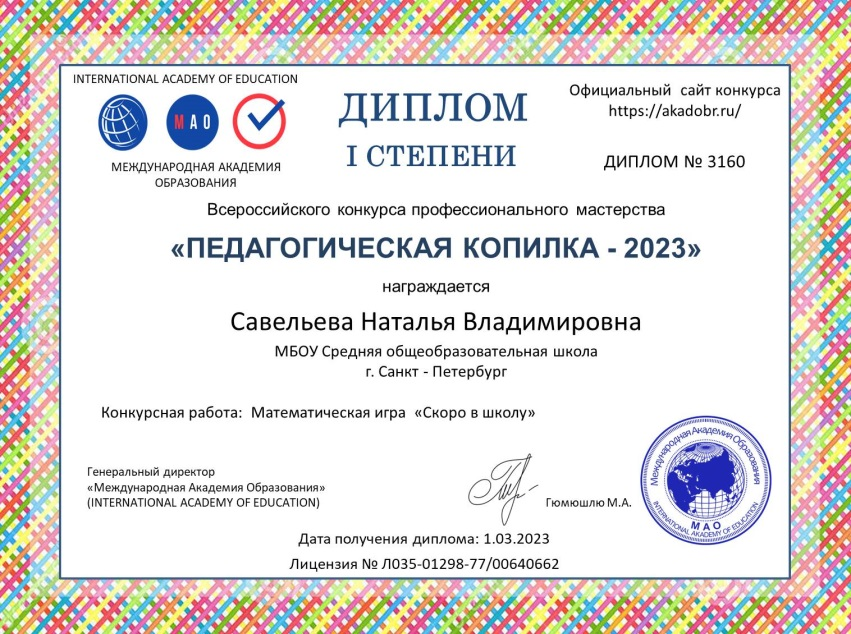 INTERNATIONAL ACADEMY OF EDUCATION
МАО
МЕЖДУНАРОДНАЯ АКАДЕМИЯ
ОБРАЗОВАНИЯ
ДИПЛОМ
I СТЕПЕНИ
Официальный сайт конкурса
https://akadobr.ru/
ДИПЛОМ № 3160
Всероссийского конкурса профессионального мастерства
«ПЕДАГОГИЧЕСКАЯ КОПИЛКА - 2023»
награждается
Савельева Наталья Владимировна
МБОУ Средняя общеобразовательная школа
г. Санкт - Петербург
Конкурсная работа: Математическая игра «Скоро в школу»
Генеральный директор
«Международная Академия Образования»
(INTERNATIONAL ACADEMY OF EDUCATION)
Гюмюшлю М.А.
Международная Академия Образования
МАО
INTERNATIONAL ACADEMY OF EDUCATION
Дата получения диплома: 1.03.2023
Лицензия № Л035-01298-77/00640662